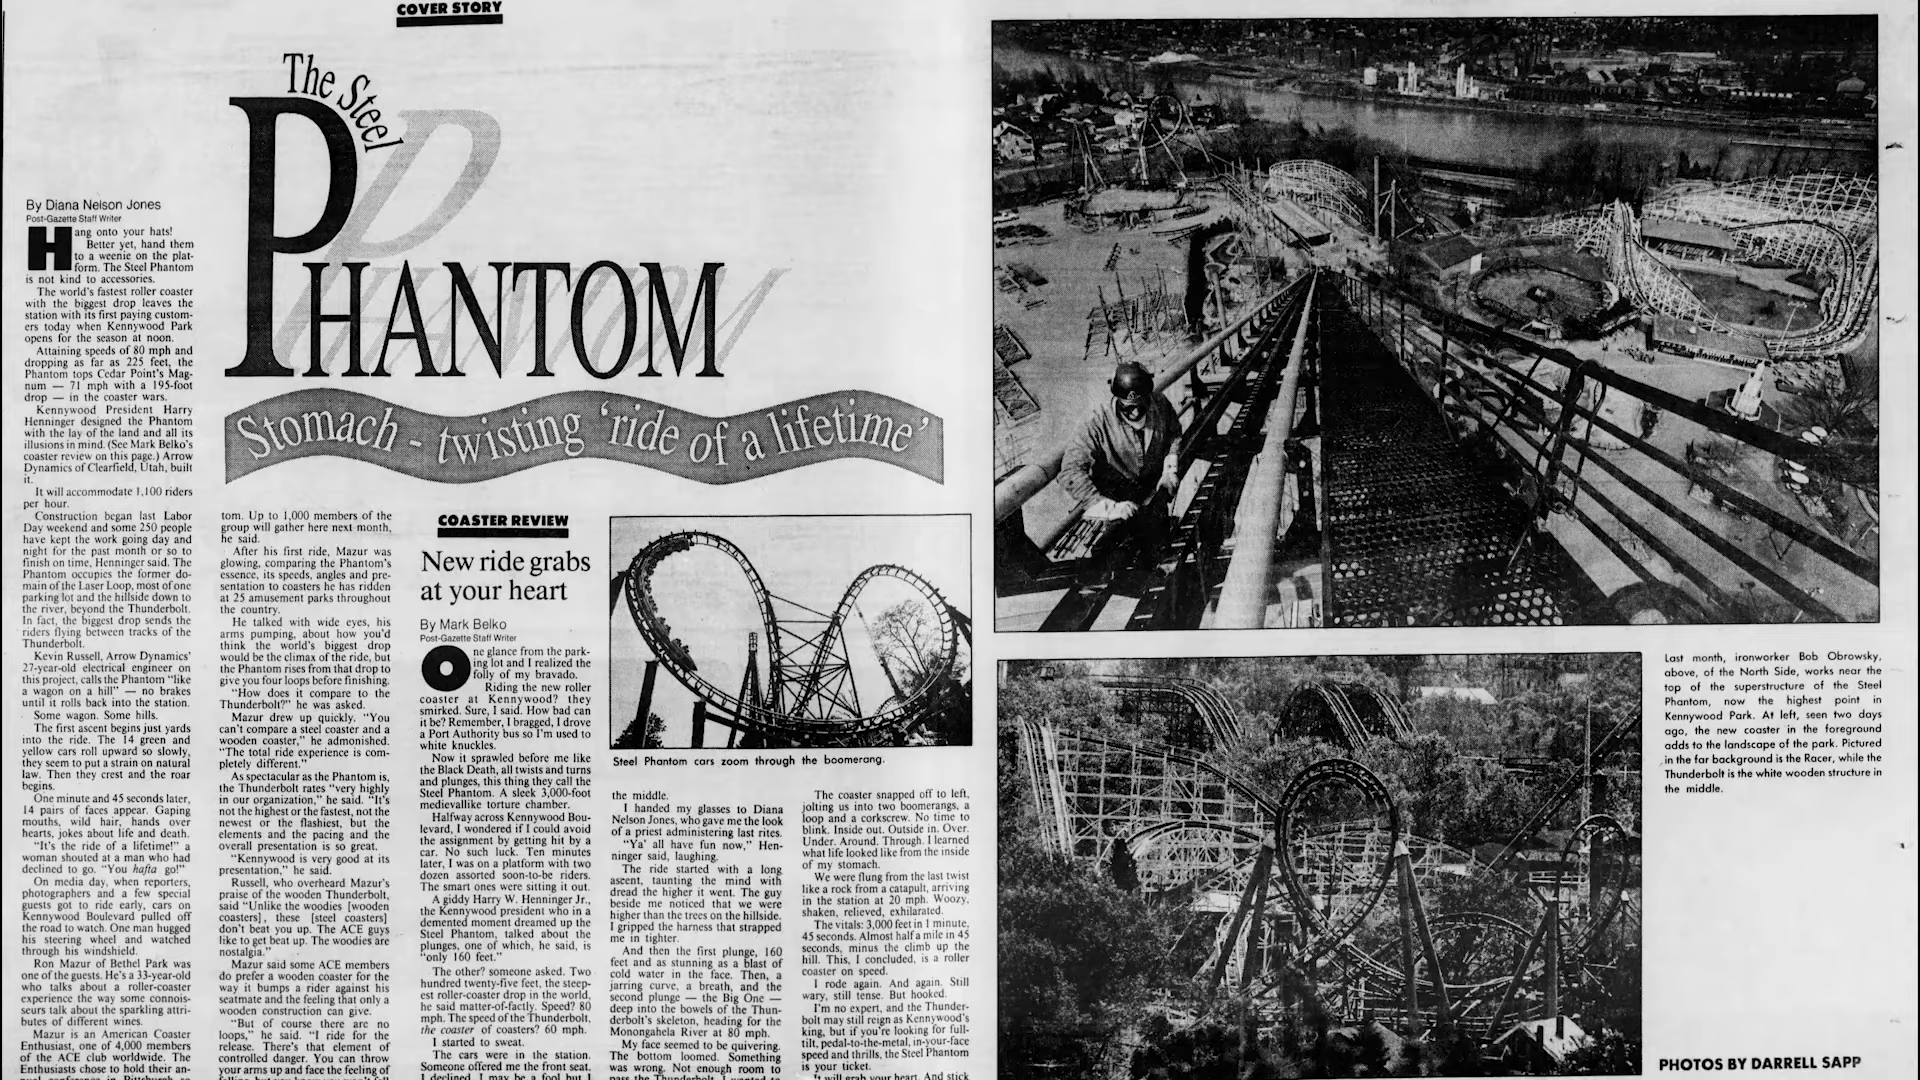 COVER STORY
The Steel
PHANTOM
Stomach - twisting 'ride of a lifetime'
By Diana Nelson Jones
Post-Gazette Staff Writer
Hang onto your hats!
Better yet, hand them
to a weenie on the plat-
form. The Steel Phantom
is not kind to accessories.
The world's fastest roller coaster
with the biggest drop leaves the
station with its first paying custom-
ers today when Kennywood Park
opens for the season at noon.
Attaining speeds of 80 mph and
dropping as far as 225 feet, the
Phantom tops Cedar Point's Mag-
num — 71 mph with a 195-foot
drop — in the coaster wars.
Kennywood President Harry
Henninger designed the Phantom
with the lay of the land and all its
illusions in mind. (See Mark Belko's
coaster review on this page.) Arrow
Dynamics of Clearfield, Utah, built
it.
It will accommodate 1,100 riders
per hour.
Construction began last Labor
Day weekend and some 250 people
have kept the work going day and
night for the past month or so to
finish on time, Henninger said. The
Phantom occupies the former do-
main of the Laser Loop, most of one
parking lot and the hillside down to
the river, beyond the Thunderbolt.
In fact, the biggest drop sends the
riders flying between tracks of the
Thunderbolt.
Kevin Russell, Arrow Dynamics'
27-year-old electrical engineer on
this project, calls the Phantom "like
a wagon on a hill" — no brakes
until it rolls back into the station.
Some wagon. Some hills.
The first ascent begins just yards
into the ride. The 14 green and
yellow cars roll upward so slowly,
they seem to put a strain on natural
law. Then they crest and the roar
begins.
One minute and 45 seconds later,
14 pairs of faces appear. Gaping
mouths, wild hair, hands over
hearts, jokes about life and death.
"It's the ride of a lifetime!" a
woman shouted at a man who had
declined to go. "You hafta go!"
On media day, when reporters,
photographers and a few special
guests got to ride early, cars on
Kennywood Boulevard pulled off
the road to watch. One man hugged
his steering wheel and watched
through his windshield.
Ron Mazur of Bethel Park was
one of the guests. He's a 33-year-old
who talks about a roller-coaster
experience the way some connois-
seurs talk about the sparkling attri-
butes of different wines.
Mazur is an American Coaster
Enthusiast, one of 4,000 members
of the ACE club worldwide. The
Enthusiasts chose to hold their an-
tom. Up to 1,000 members of the
group will gather here next month,
he said.
After his first ride, Mazur was
glowing, comparing the Phantom's
essence, its speeds, angles and pre-
sentation to coasters he has ridden
at 25 amusement parks throughout
the country.
He talked with wide eyes, his
arms pumping, about how you'd
think the world's biggest drop
would be the climax of the ride, but
the Phantom rises from that drop to
give you four loops before finishing.
"How does it compare to the
Thunderbolt?" he was asked.
Mazur drew up quickly. "You
can't compare a steel coaster and a
wooden coaster," he admonished.
"The total ride experience is com-
pletely different."
As spectacular as the Phantom is,
the Thunderbolt rates "very highly
in our organization," he said. "It's
not the highest or the fastest, not the
newest or the flashiest, but the
elements and the pacing and the
overall presentation is so great.
"Kennywood is very good at its
presentation," he said.
Russell, who overheard Mazur's
praise of the wooden Thunderbolt,
said "Unlike the woodies [wooden
coasters], these [steel coasters]
don't beat you up. The ACE guys
like to get beat up. The woodies are
nostalgia."
Mazur said some ACE members
do prefer a wooden coaster for the
way it bumps a rider against his
seatmate and the feeling that only a
wooden construction can give.
"But of course there are no
loops," he said. "I ride for the
release. There's that element of
controlled danger. You can throw
your arms up and face the feeling of
COASTER REVIEW
New ride grabs
at your heart
By Mark Belko
Post-Gazette Staff Writer
One glance from the park-
ing lot and I realized the
folly of my bravado.
Riding the new roller
coaster at Kennywood? they
smirked. Sure, I said. How bad can
it be? Remember, I bragged, I drove
a Port Authority bus so I'm used to
white knuckles.
Now it sprawled before me like
the Black Death, all twists and turns
and plunges, this thing they call the
Steel Phantom. A sleek 3,000-foot
medievallike torture chamber.
Halfway across Kennywood Bou-
levard, I wondered if I could avoid
the assignment by getting hit by a
car. No such luck. Ten minutes
later, I was on a platform with two
dozen assorted soon-to-be riders.
The smart ones were sitting it out.
A giddy Harry W. Henninger Jr.,
the Kennywood president who in a
demented moment dreamed up the
Steel Phantom, talked about the
plunges, one of which, he said, is
"only 160 feet."
The other? someone asked. Two
hundred twenty-five feet, the steep-
est roller-coaster drop in the world,
he said matter-of-factly. Speed? 80
mph. The speed of the Thunderbolt,
the coaster of coasters? 60 mph.
I started to sweat.
The cars were in the station.
Someone offered me the front seat.
I declined. I may be a fool but I
Steel Phantom cars zoom through the boomerang.
the middle.
I handed my glasses to Diana
Nelson Jones, who gave me the look
of a priest administering last rites.
"Ya' all have fun now," Hen-
ninger said, laughing.
The ride started with a long
ascent, taunting the mind with
dread the higher it went. The guy
beside me noticed that we were
higher than the trees on the hillside.
I gripped the harness that strapped
me in tighter.
And then the first plunge, 160
feet and as stunning as a blast of
cold water in the face. Then, a
jarring curve, a breath, and the
second plunge — the Big One —
deep into the bowels of the Thun-
derbolt's skeleton, heading for the
Monongahela River at 80 mph.
My face seemed to be quivering.
The bottom loomed. Something
was wrong. Not enough room to
pass the Thunderbolt. I wanted to
The coaster snapped off to left,
jolting us into two boomerangs, a
loop and a corkscrew. No time to
blink. Inside out. Outside in. Over.
Under. Around. Through. I learned
what life looked like from the inside
of my stomach.
We were flung from the last twist
like a rock from a catapult, arriving
in the station at 20 mph. Woozy,
shaken, relieved, exhilarated.
The vitals: 3,000 feet in 1 minute,
45 seconds. Almost half a mile in 45
seconds, minus the climb up the
hill. This, I concluded, is a roller
coaster on speed.
I rode again. And again. Still
wary, still tense. But hooked.
I'm no expert, and the Thunder-
bolt may still reign as Kennywood's
king, but if you're looking for full-
tilt, pedal-to-the-metal, in-your-face
speed and thrills, the Steel Phantom
is your ticket.
It will grab your heart. And stick
Last month, ironworker Bob Obrowsky,
above, of the North Side, works near the
top of the superstructure of the Steel
Phantom, now the highest point in
Kennywood Park. At left, seen two days
ago, the new coaster in the foreground
adds to the landscape of the park. Pictured
in the far background is the Racer, while the
Thunderbolt is the white wooden structure in
the middle.
PHOTOS BY DARRELL SAPP